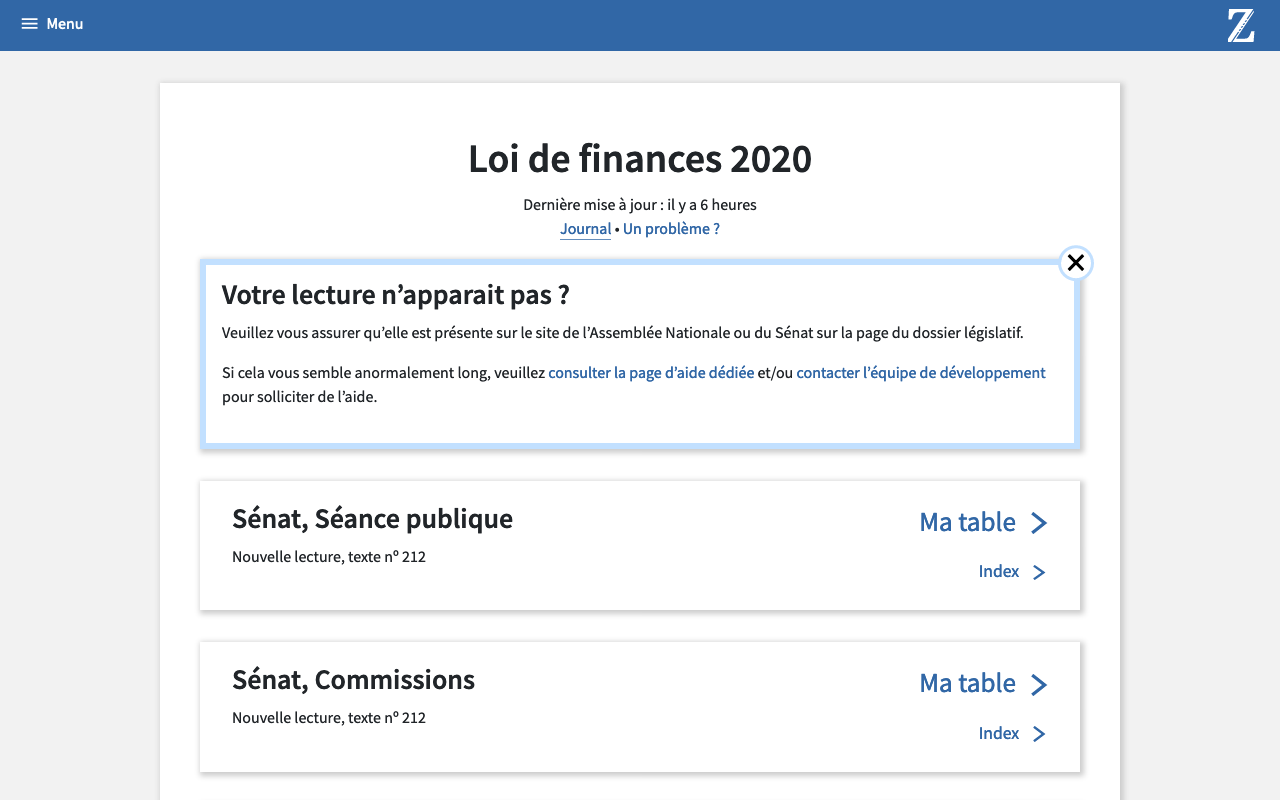 Menu
Z
Loi de finances 2020
Dernière mise à jour : il y a 6 heures
Journal • Un problème ?
Votre lecture n’apparait pas ?
Veuillez vous assurer qu’elle est présente sur le site de l’Assemblée Nationale ou du Sénat sur la page du dossier législatif.
Si cela vous semble anormalement long, veuillez consulter la page d’aide dédiée et/ou contacter l’équipe de développement
pour solliciter de l’aide.
Sénat, Séance publique
Ma table
Nouvelle lecture, texte nº 212
Index
Sénat, Commissions
Ma table
Nouvelle lecture, texte nº 212
Index